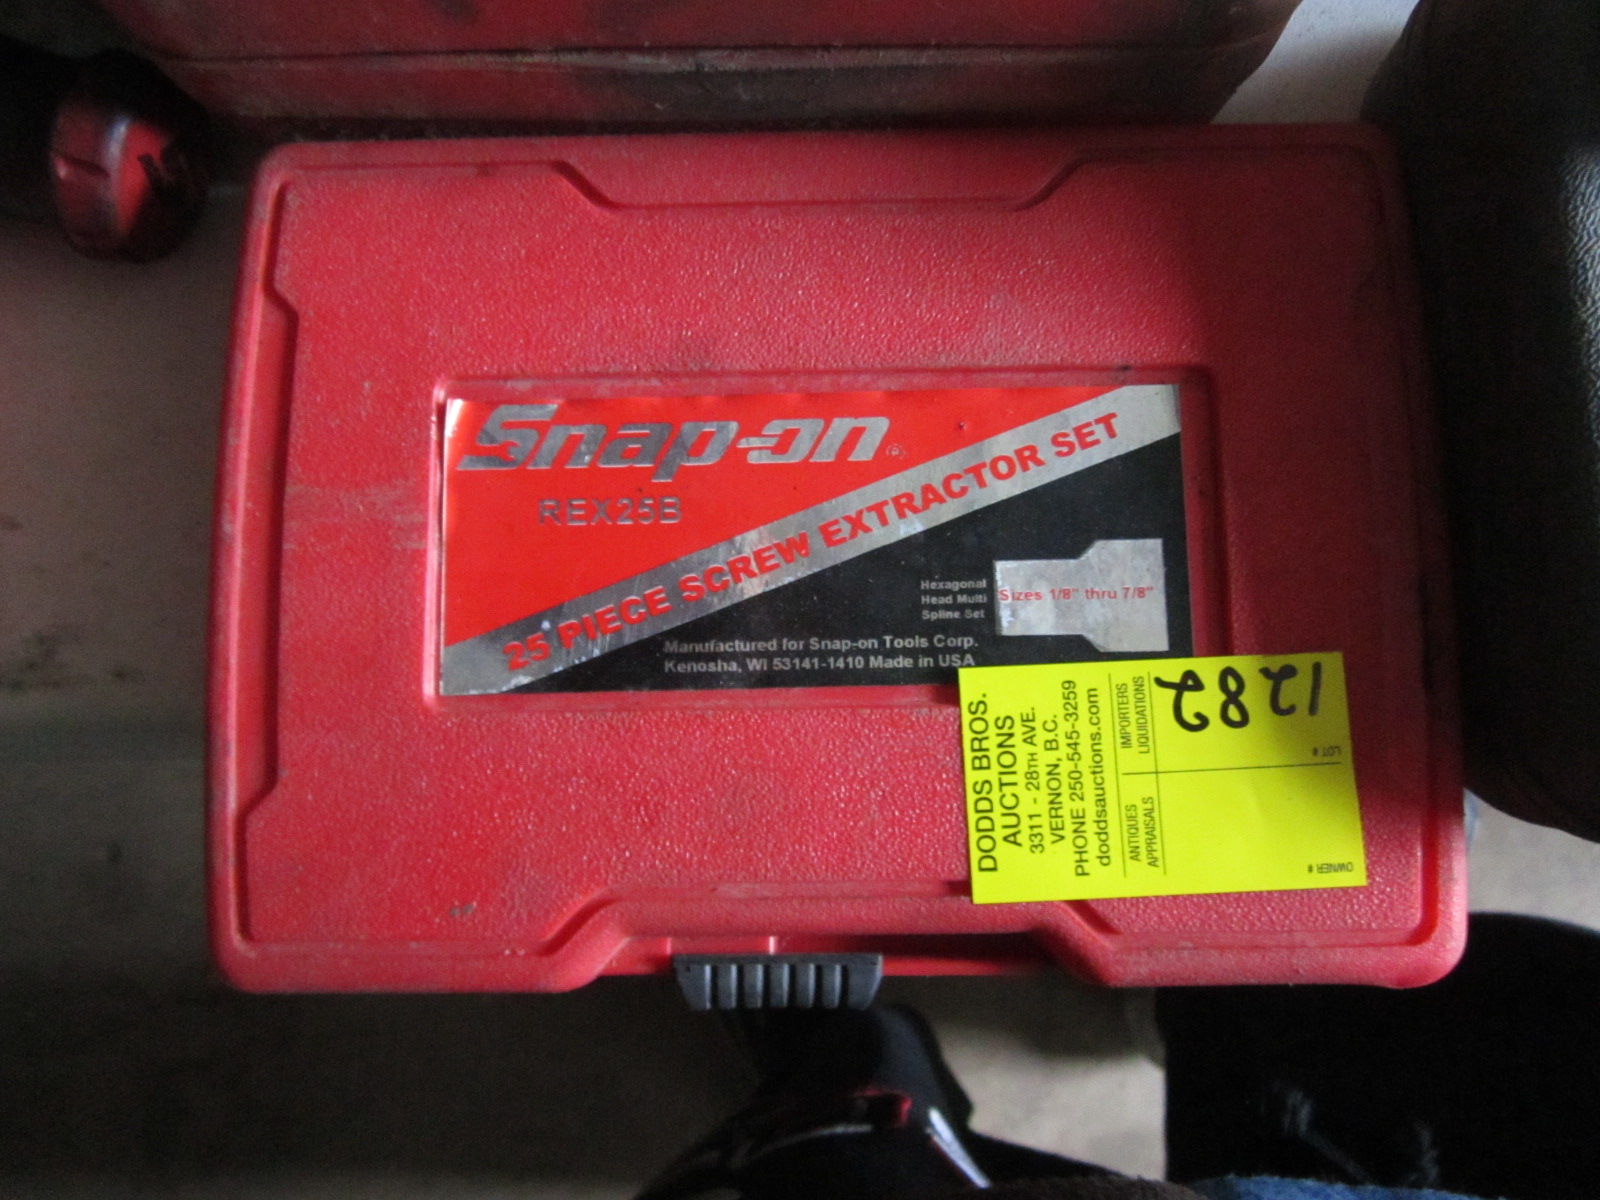 Snap-on®
REX25B
25 PIECE SCREW EXTRACTOR SET
Hexagonal
Head Multi
Spline Set
Sizes 1/8" thru 7/8"
Manufactured for Snap-on Tools Corp.
Kenosha, WI 53141-1410 Made in USA
DODDS BROS.
AUCTIONS
3311 - 28TH AVE.
VERNON, B.C.
PHONE 250-545-3259
doddsauctions.com
IMPORTERS
LIQUIDATIONS
ANTIQUES
APPRAISALS
LOT #
1282
OWNER #